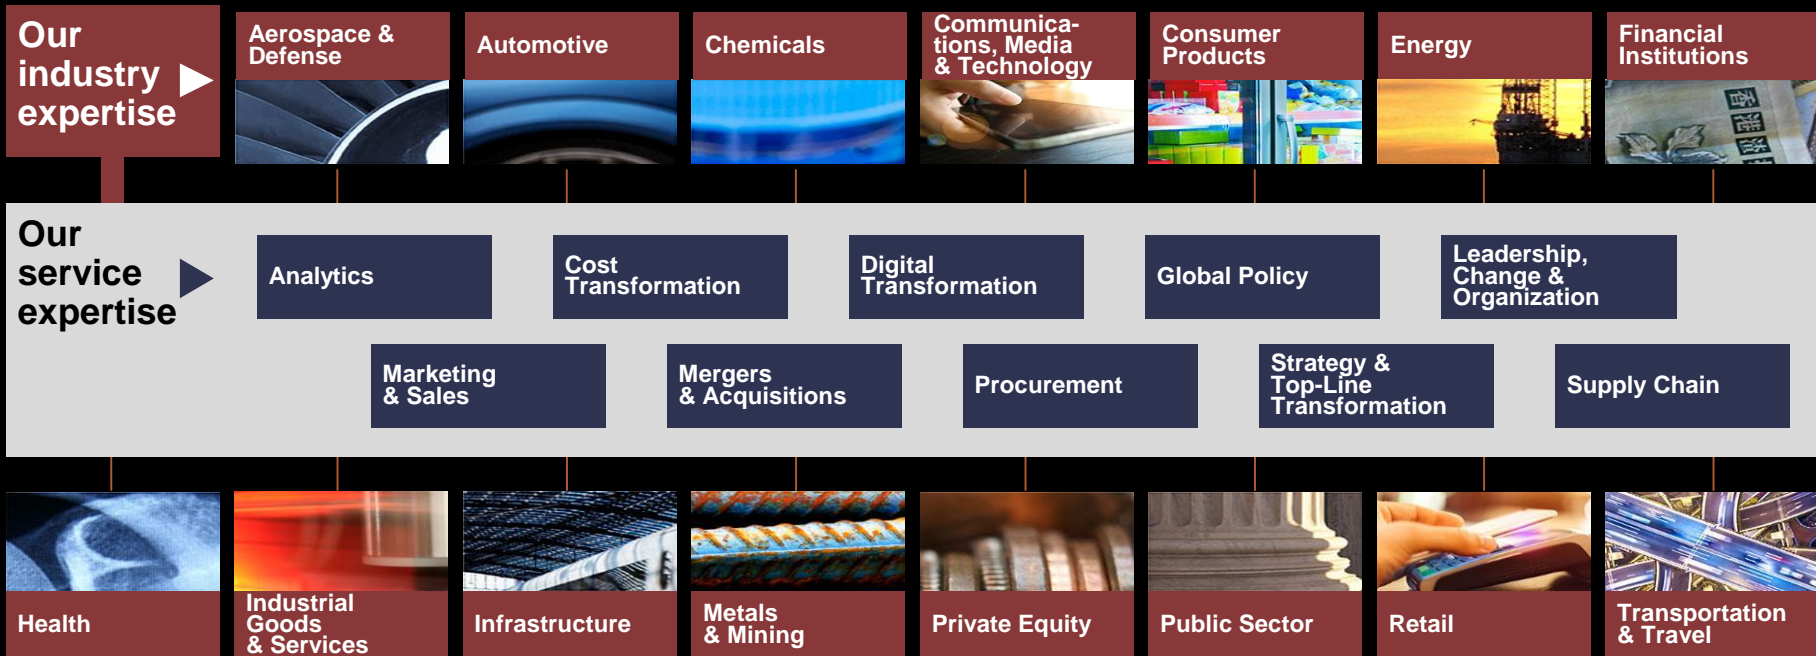 Our
industry
expertise
Aerospace &
Defense
Automotive
Chemicals
Communica-
tions, Media
& Technology
Consumer
Products
Energy
Financial
Institutions
Our
service
expertise
Analytics
Cost
Transformation
Digital
Transformation
Global Policy
Leadership,
Change &
Organization
Marketing
& Sales
Mergers
& Acquisitions
Procurement
Strategy &
Top-Line
Transformation
Supply Chain
Health
Industrial
Goods
& Services
Infrastructure
Metals
& Mining
Private Equity
Public Sector
Retail
Transportation
& Travel